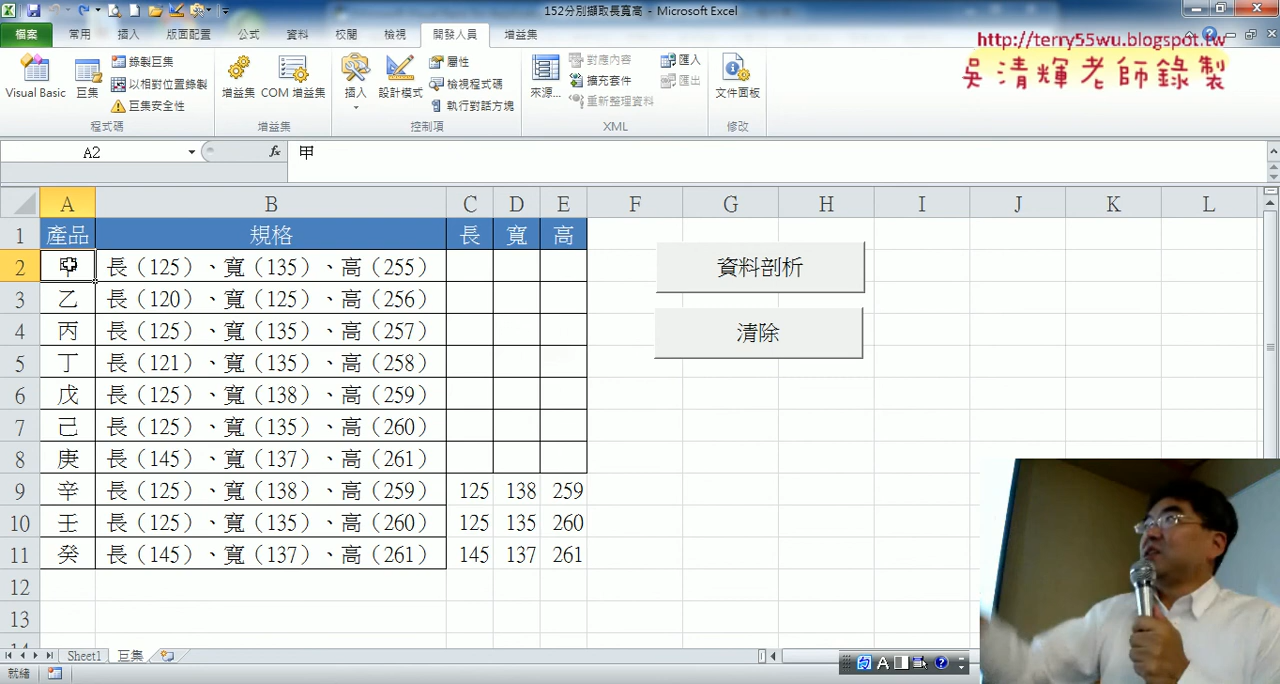 152分別擷取長寬高 - Microsoft Excel
檔案 常用 插入 版面配置 公式 資料 校閱 檢視 開發人員 增益集
http://terry55wu.blogspot.tw
吳清輝老師錄製
Visual Basic 巨集 錄製巨集 以相對位置錄製 巨集安全性
增益集 COM 增益集
插入 設計模式 屬性 檢視程式碼 執行對話方塊
來源... 對應內容 擴充套件 重新整理資料 匯入 匯出
文件面板
程式碼 增益集 控制項 XML 修改
A2 fx 甲
A B C D E F G H I J K L
1 產品 規格 長 寬 高
2 甲 長（125）、寬（135）、高（255）
3 乙 長（120）、寬（125）、高（256）
4 丙 長（125）、寬（135）、高（257）
5 丁 長（121）、寬（135）、高（258）
6 戊 長（125）、寬（138）、高（259）
7 己 長（125）、寬（135）、高（260）
8 庚 長（145）、寬（137）、高（261）
9 辛 長（125）、寬（138）、高（259） 125 138 259
10 壬 長（125）、寬（135）、高（260） 125 135 260
11 癸 長（145）、寬（137）、高（261） 145 137 261
12
13
資料剖析
清除
Sheet1 巨集
就緒